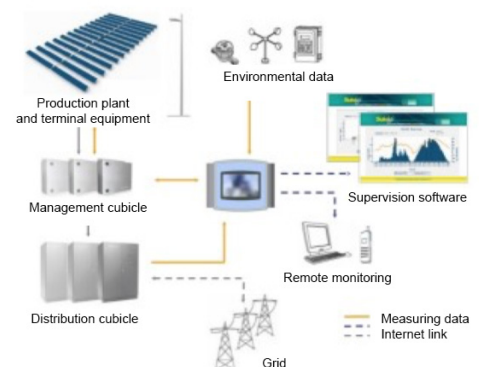 Environmental data
Production plant
and terminal equipment
Management cubicle
Supervision software
Remote monitoring
Distribution cubicle
Measuring data
Internet link
Grid